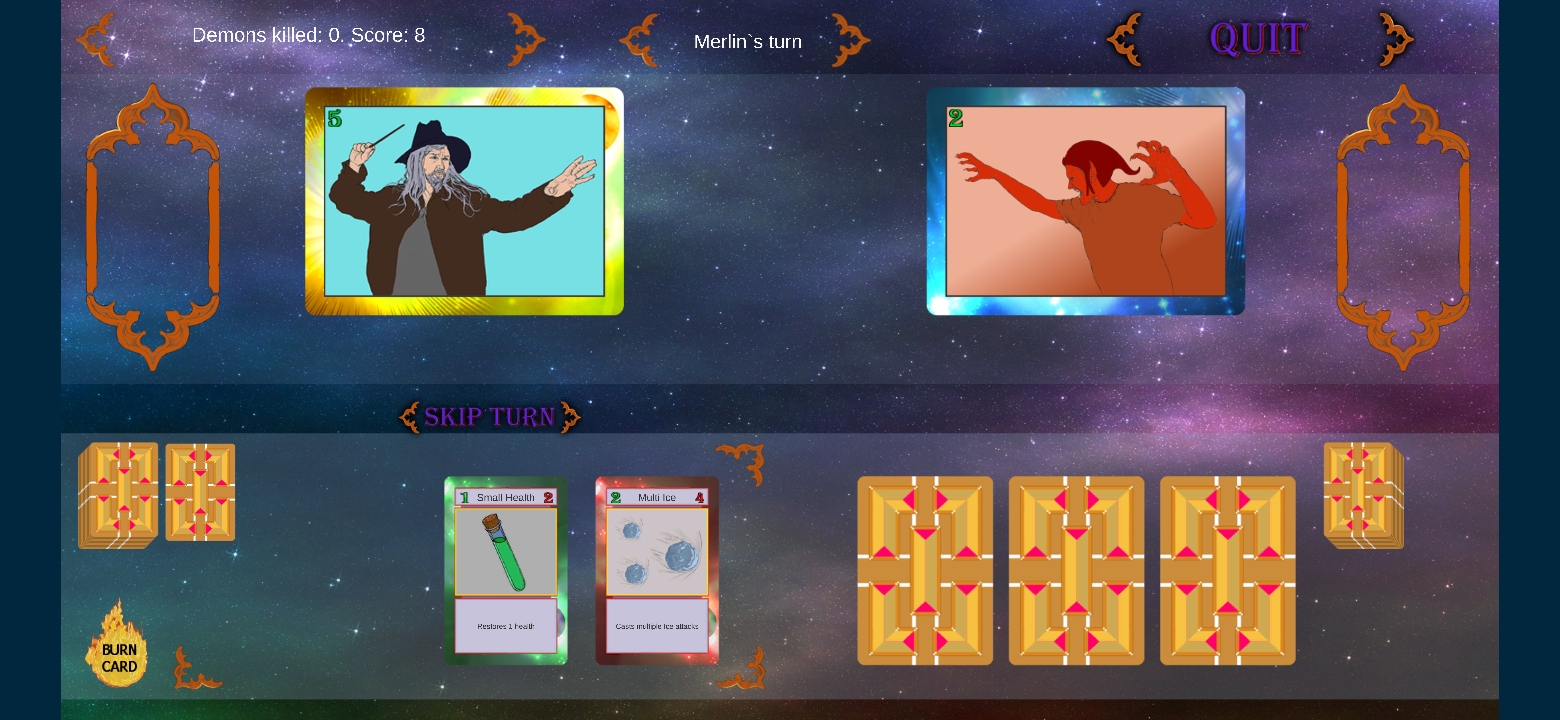 Demons killed: 0. Score: 8
Merlin`s turn
QUIT
5
2
SKIP TURN
1 Small Health 2
Restores 1 health
2 Multi Ice 4
Casts multiple Ice attacks
BURN
CARD